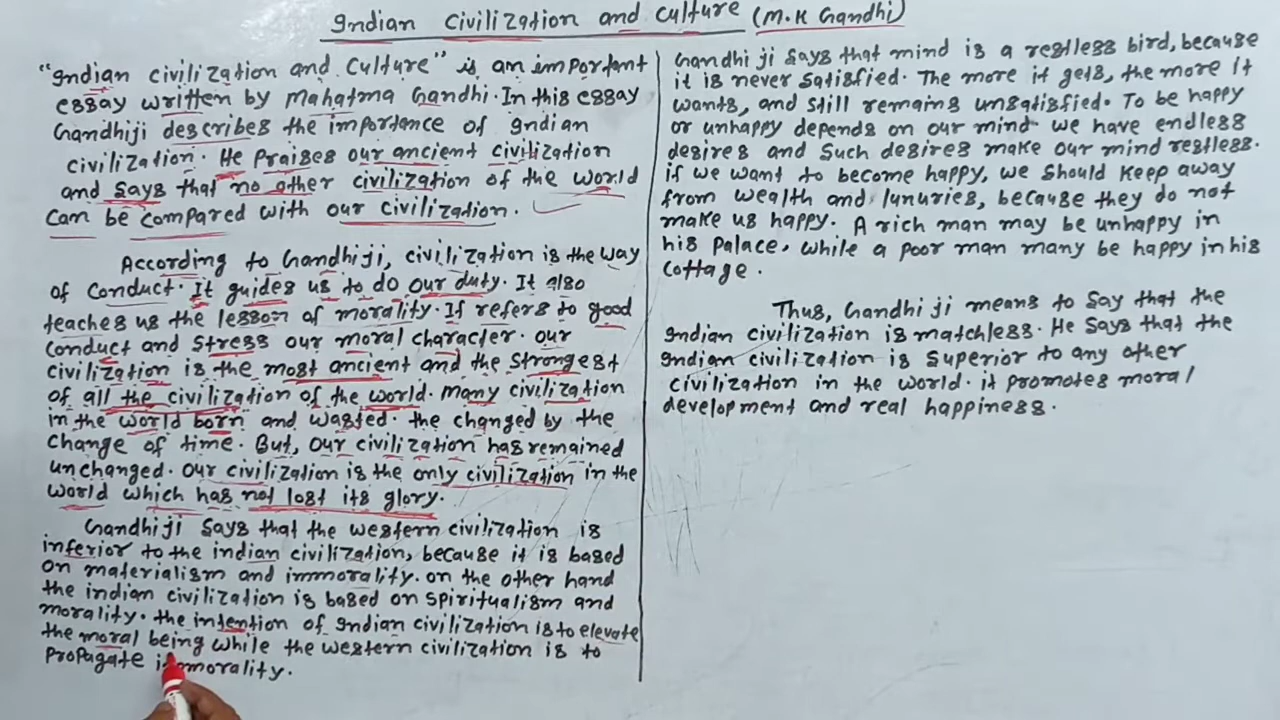 Indian Civilization and Culture (M.K Gandhi)
"Indian civilization and Culture" is an important
essay written by Mahatma Gandhi. In this essay
Gandhiji describes the importance of Indian
civilization. He Praises our ancient civilization
and says that no other civilization of the world
Can be compared with our civilization.
According to Gandhiji, civilization is the way
of conduct. It guides us to do our duty. It also
teaches us the lesson of morality. It refers to good
conduct and stress our moral character. our
civilization is the most ancient and the strongest
of all the civilization of the world. Many civilization
in the world born and wasted. the changed by the
change of time. But, our civilization has remained
unchanged. our civilization is the only civilization in the
world which has not lost its glory.
Gandhiji says that the western civilization is
inferior to the indian civilization, because it is based
on materialism and immorality. on the other hand
the indian civilization is based on spiritualism and
morality. the intention of Indian civilization is to elevate
the moral being while the western civilization is to
Propagate immorality.
Gandhi ji says that mind is a restless bird, because
it is never satisfied. The more it gets, the more it
wants, and still remains unsatisfied. To be happy
or unhappy depends on our mind we have endless
desires and such desires make our mind restless.
if we want to become happy, we should keep away
from wealth and lunuries, because they do not
make us happy. A rich man may be unhappy in
his palace, while a poor man many be happy in his
cottage.
Thus, Gandhi ji means to say that the
Indian civilization is matchless. He says that the
Indian civilization is superior to any other
civilization in the world. it promotes moral
development and real happiness.